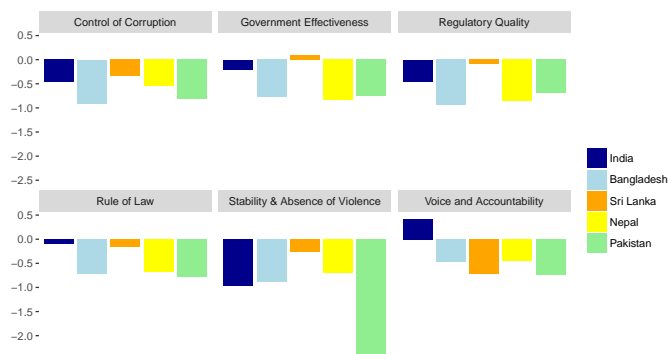 Control of Corruption Government Effectiveness Regulatory Quality
0.5
0.0
−0.5
−1.0
−1.5
−2.0
−2.5
Rule of Law Stability & Absence of Violence Voice and Accountability
0.5
0.0
−0.5
−1.0
−1.5
−2.0
India
Bangladesh
Sri Lanka
Nepal
Pakistan